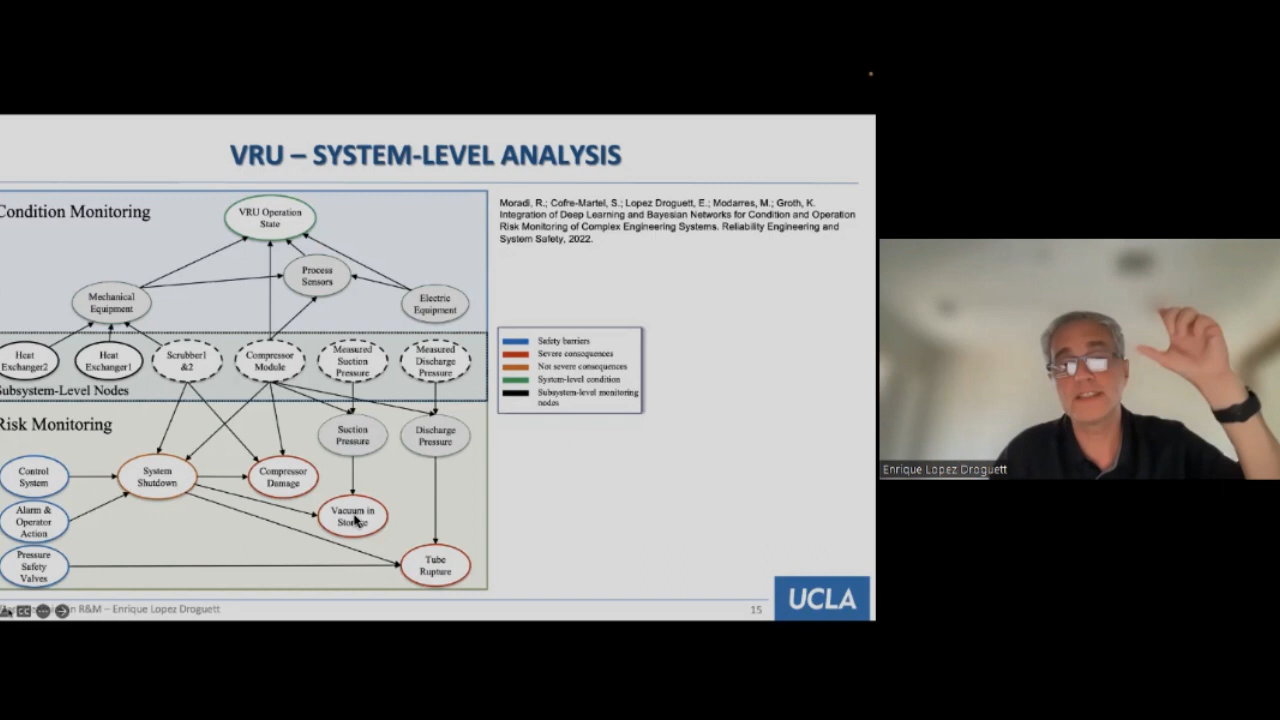 VRU – SYSTEM-LEVEL ANALYSIS
Condition Monitoring
VRU Operation
State
Process
Sensors
Mechanical
Equipment
Electric
Equipment
Heat
Exchanger2
Heat
Exchanger1
Scrubber1
&2
Compressor
Module
Measured
Suction
Pressure
Measured
Discharge
Pressure
Subsystem-Level Nodes
Risk Monitoring
Suction
Pressure
Discharge
Pressure
Control
System
System
Shutdown
Compressor
Damage
Alarm &
Operator
Action
Vacuum in
Pressure
Safety
Valves
Tube
Rupture
Moradi, R.; Cofre-Martel, S.; Lopez Droguett, E.; Modarres, M.; Groth, K.
Integration of Deep Learning and Bayesian Networks for Condition and Operation
Risk Monitoring of Complex Engineering Systems. Reliability Engineering and
System Safety, 2022.
Safety barriers
Severe consequences
Not severe consequences
System-level condition
Subsystem-level monitoring
nodes
CC
n R&M – Enrique Lopez Droguett
15
UCLA
Enrique Lopez Droguett